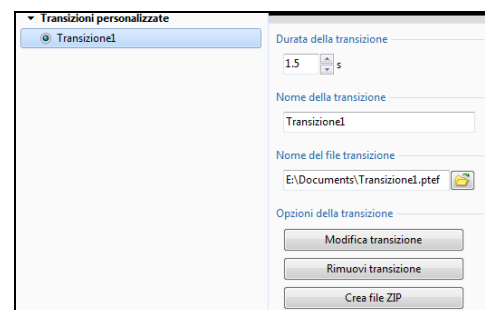 Transizioni personalizzate
Transizione1
Durata della transizione
1.5 s
Nome della transizione
Transizione1
Nome del file transizione
E:\Documents\Transizione1.ptef
Opzioni della transizione
Modifica transizione
Rimuovi transizione
Crea file ZIP